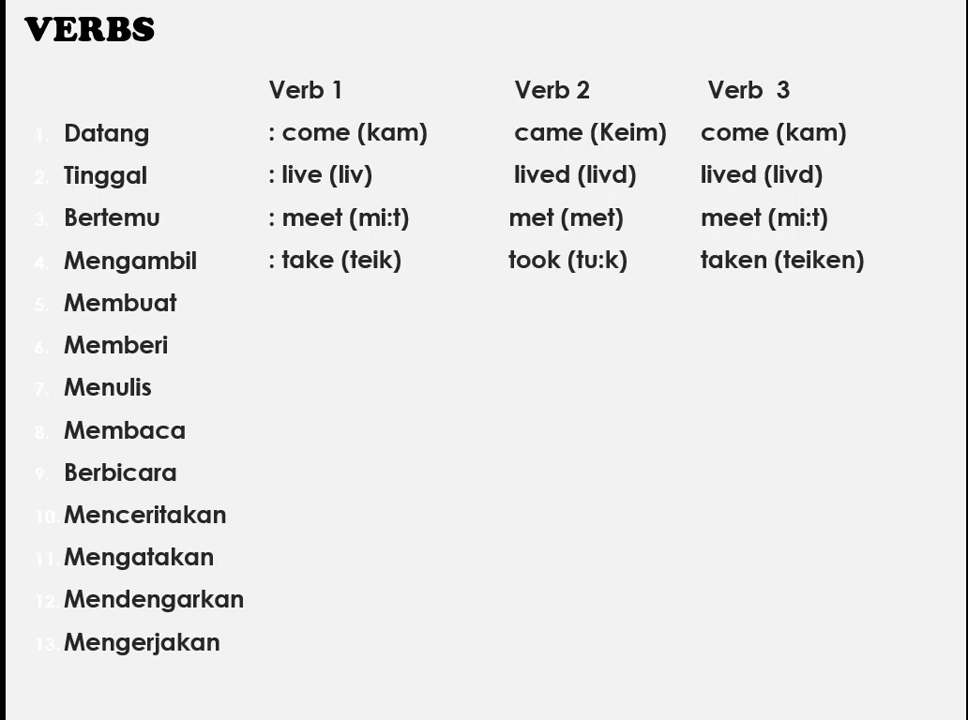 VERBS
Verb 1 Verb 2 Verb 3
1. Datang : come (kam) came (Keim) come (kam)
2. Tinggal : live (liv) lived (livd) lived (livd)
3. Bertemu : meet (mi:t) met (met) meet (mi:t)
4. Mengambil : take (teik) took (tu:k) taken (teiken)
5. Membuat
6. Memberi
7. Menulis
8. Membaca
9. Berbicara
10. Menceritakan
11. Mengatakan
12. Mendengarkan
13. Mengerjakan